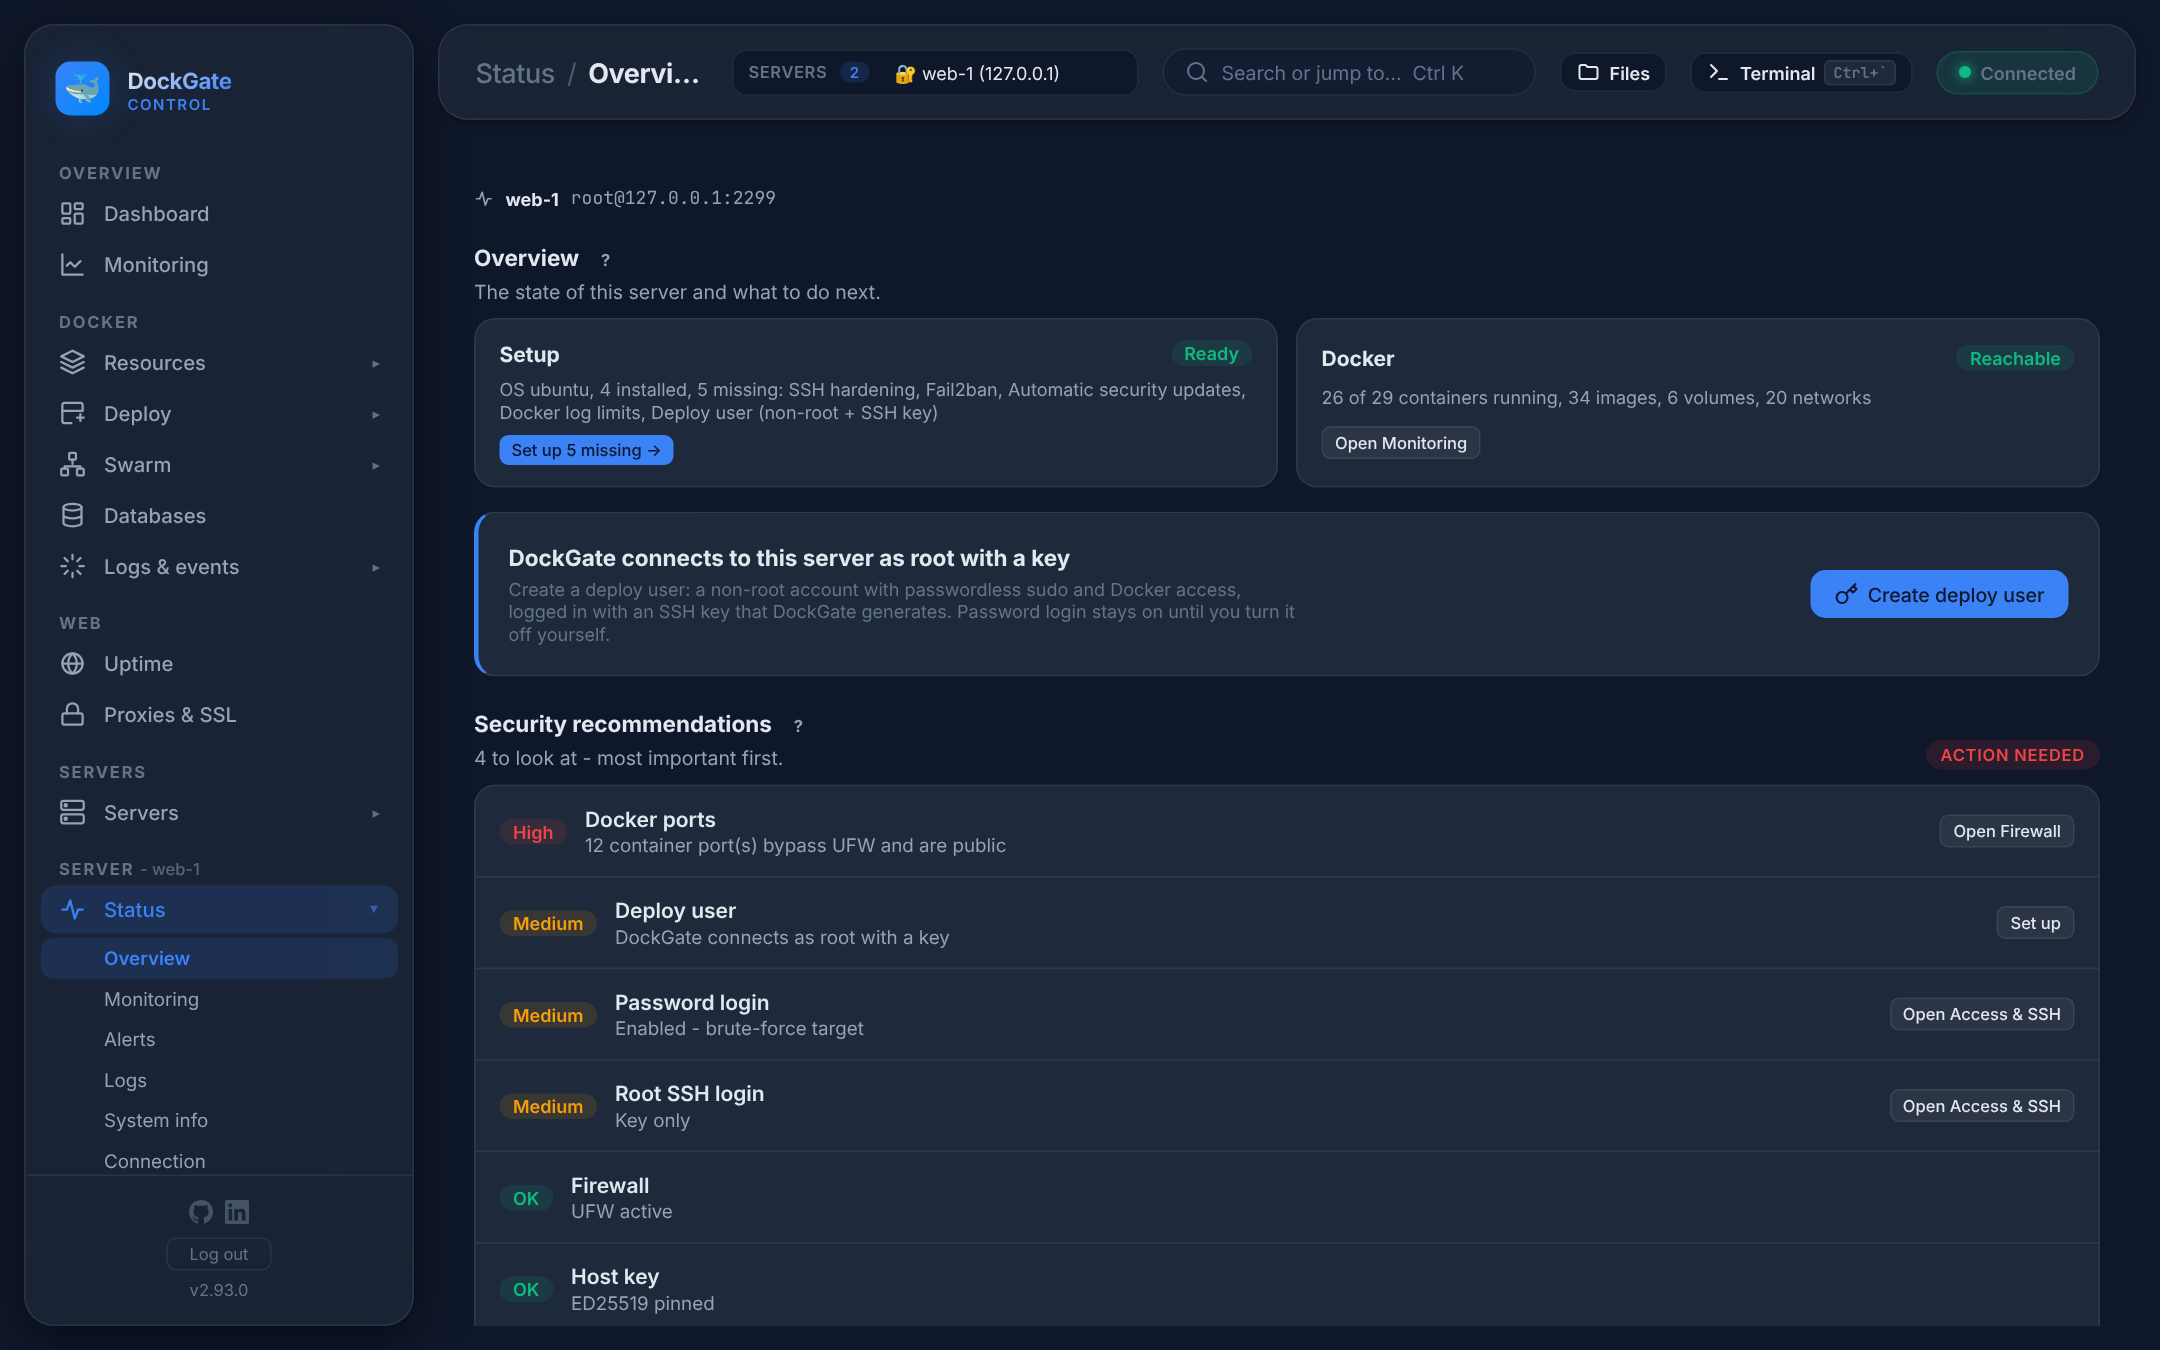 DockGate
CONTROL
OVERVIEW
Dashboard
Monitoring
DOCKER
Resources
Deploy
Swarm
Databases
Logs & events
WEB
Uptime
Proxies & SSL
SERVERS
Servers
SERVER - web-1
Status
Overview
Monitoring
Alerts
Logs
System info
Connection
Log out
v2.93.0
Status / Overvi...
SERVERS 2 web-1 (127.0.0.1)
Search or jump to... Ctrl K
Files
Terminal Ctrl+`
Connected
web-1 root@127.0.0.1:2299
Overview ?
The state of this server and what to do next.
Setup
Ready
OS ubuntu, 4 installed, 5 missing: SSH hardening, Fail2ban, Automatic security updates,
Docker log limits, Deploy user (non-root + SSH key)
Set up 5 missing →
Docker
Reachable
26 of 29 containers running, 34 images, 6 volumes, 20 networks
Open Monitoring
DockGate connects to this server as root with a key
Create a deploy user: a non-root account with passwordless sudo and Docker access,
logged in with an SSH key that DockGate generates. Password login stays on until you turn it
off yourself.
Create deploy user
Security recommendations ?
4 to look at - most important first.
ACTION NEEDED
High
Docker ports
12 container port(s) bypass UFW and are public
Open Firewall
Medium
Deploy user
DockGate connects as root with a key
Set up
Medium
Password login
Enabled - brute-force target
Open Access & SSH
Medium
Root SSH login
Key only
Open Access & SSH
OK
Firewall
UFW active
OK
Host key
ED25519 pinned